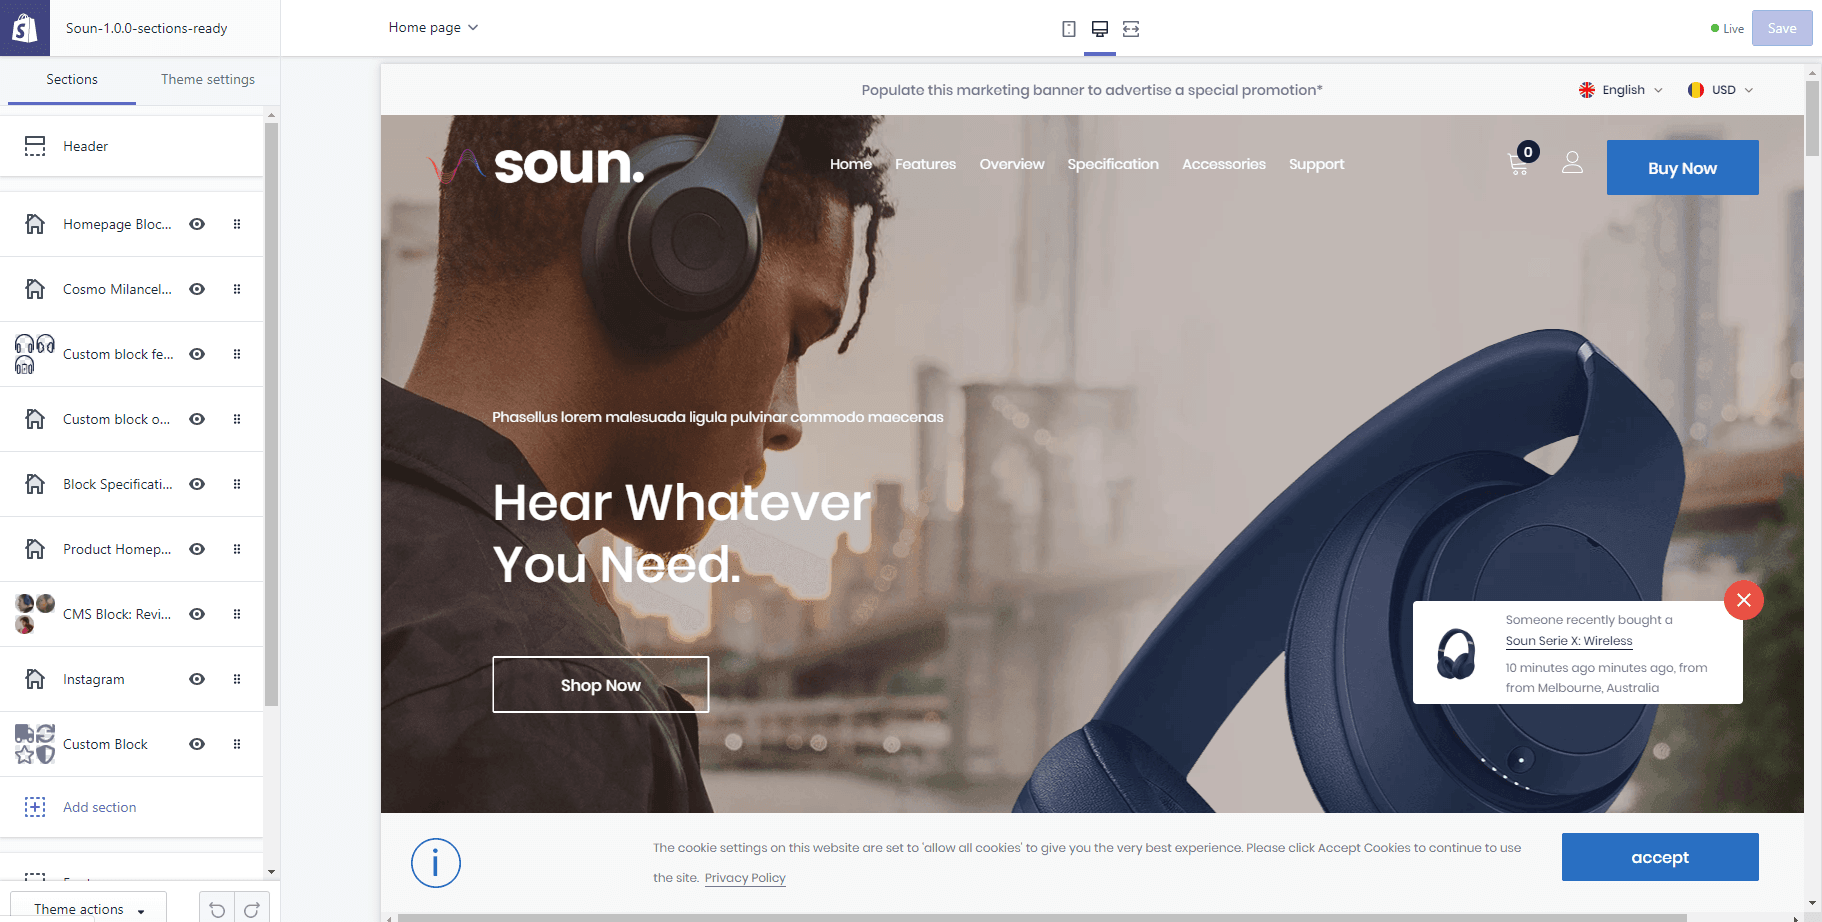 Soun-1.0.0-sections-ready
Home page
Live
Save
Sections
Theme settings
Header
Homepage Bloc...
Cosmo Milancel...
Custom block fe...
Custom block o...
Block Specificati...
Product Homep...
CMS Block: Revi...
Instagram
Custom Block
Add section
Theme actions
Populate this marketing banner to advertise a special promotion*
English
USD
soun.
Home
Features
Overview
Specification
Accessories
Support
0
Buy Now
Phasellus lorem malesuada ligula pulvinar commodo maecenas
Hear Whatever
You Need.
Shop Now
Someone recently bought a
Soun Serie X: Wireless
10 minutes ago minutes ago, from
from Melbourne, Australia
The cookie settings on this website are set to 'allow all cookies' to give you the very best experience. Please click Accept Cookies to continue to use
the site. Privacy Policy
accept